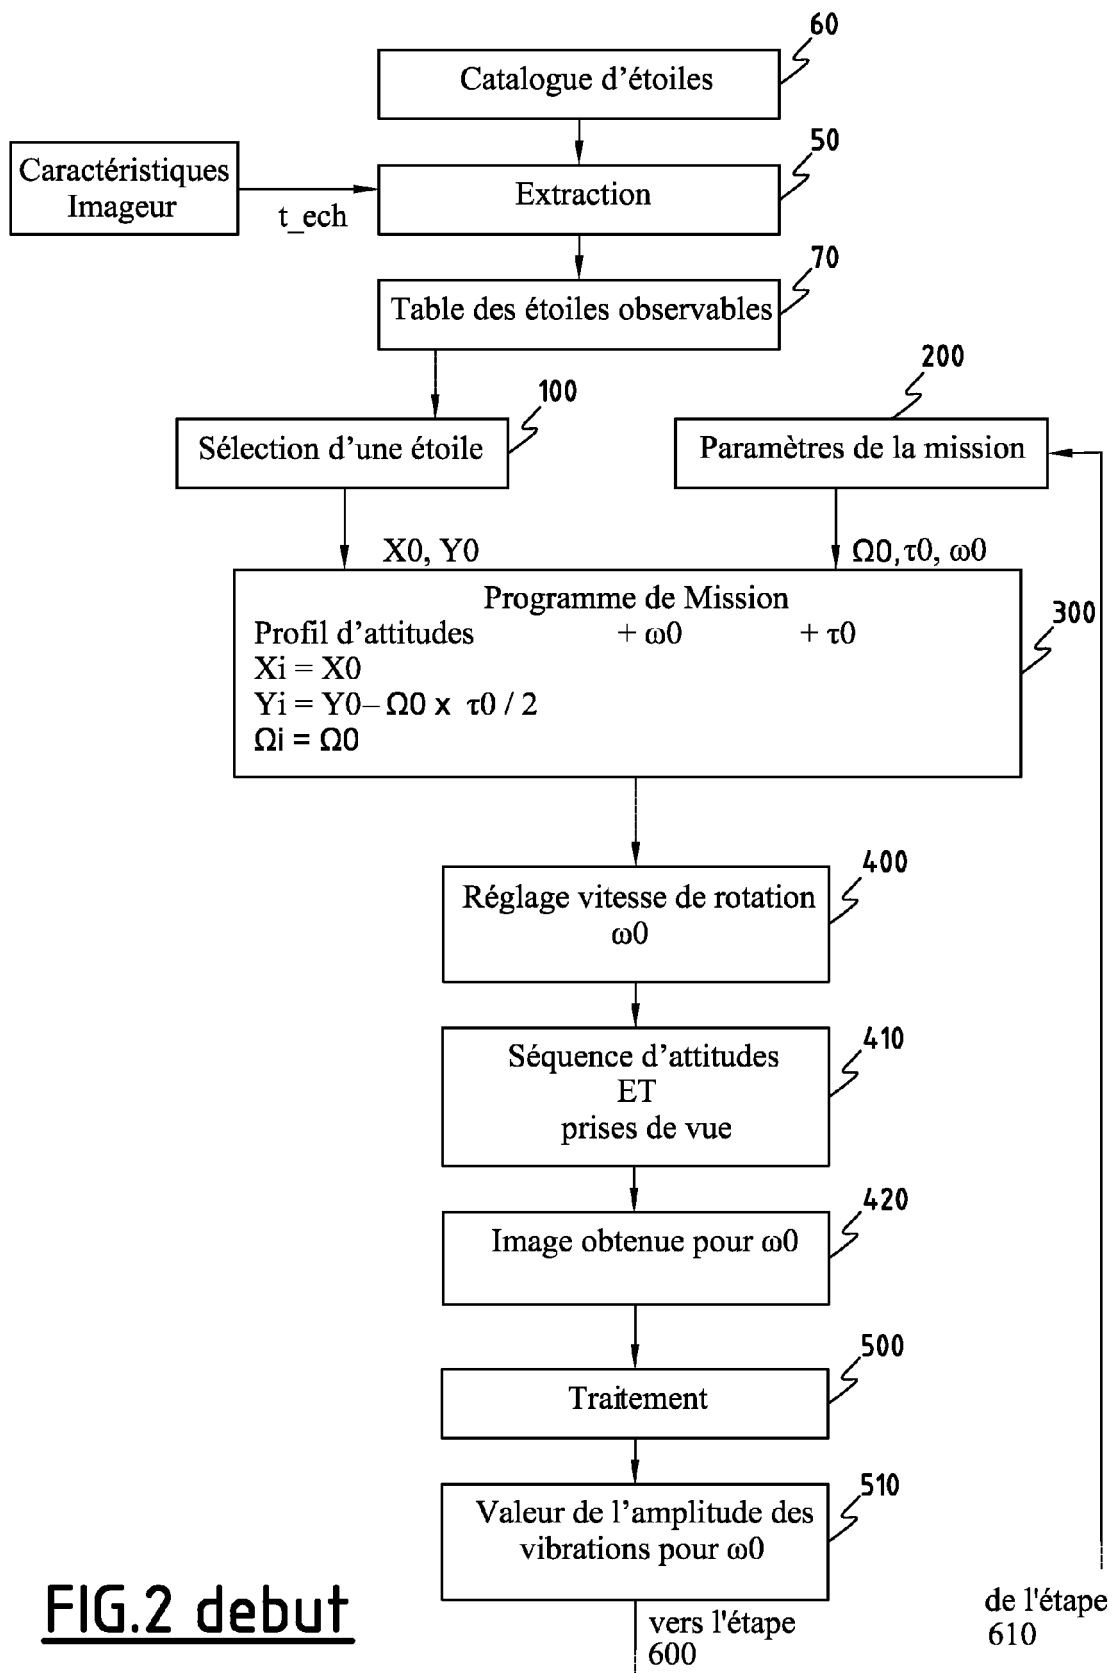 60
Catalogue d’étoiles
50
Caractéristiques
Imageur
t_ech
Extraction
70
Table des étoiles observables
100
200
Sélection d’une étoile
Paramètres de la mission
X0, Y0
Ω0, τ0, ω0
Programme de Mission
300
Profil d’attitudes + ω0 + τ0
Xi = X0
Yi = Y0– Ω0 x τ0 / 2
Ωi = Ω0
400
Réglage vitesse de rotation
ω0
410
Séquence d’attitudes
ET
prises de vue
420
Image obtenue pour ω0
500
Traitement
510
Valeur de l’amplitude des
vibrations pour ω0
FIG.2 debut
vers l'étape
600
de l'étape
610